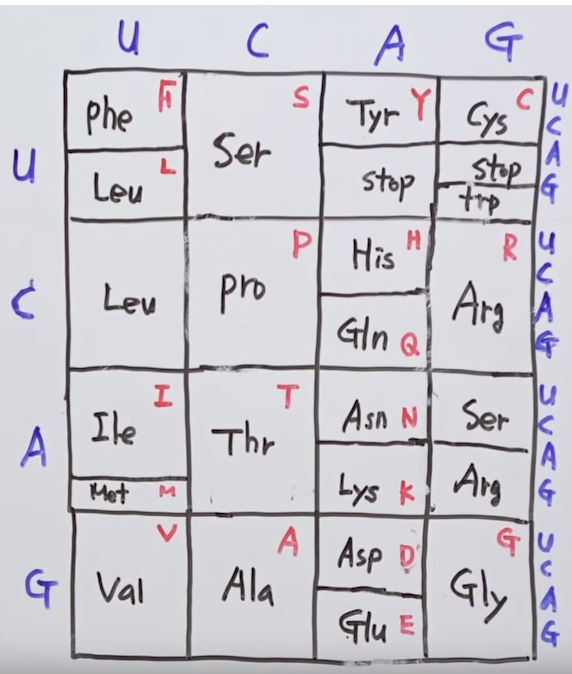 U C A G
Phe F Ser S Tyr Y Cys C U
C
U Leu L stop stop A
trp G
C Leu Pro P His H Arg R U
C
Gln Q A
G
A Ile I Thr T Asn N Ser U
C
Met M Lys K Arg A
G
G Val V Ala A Asp D Gly G U
C
Glu E A
G